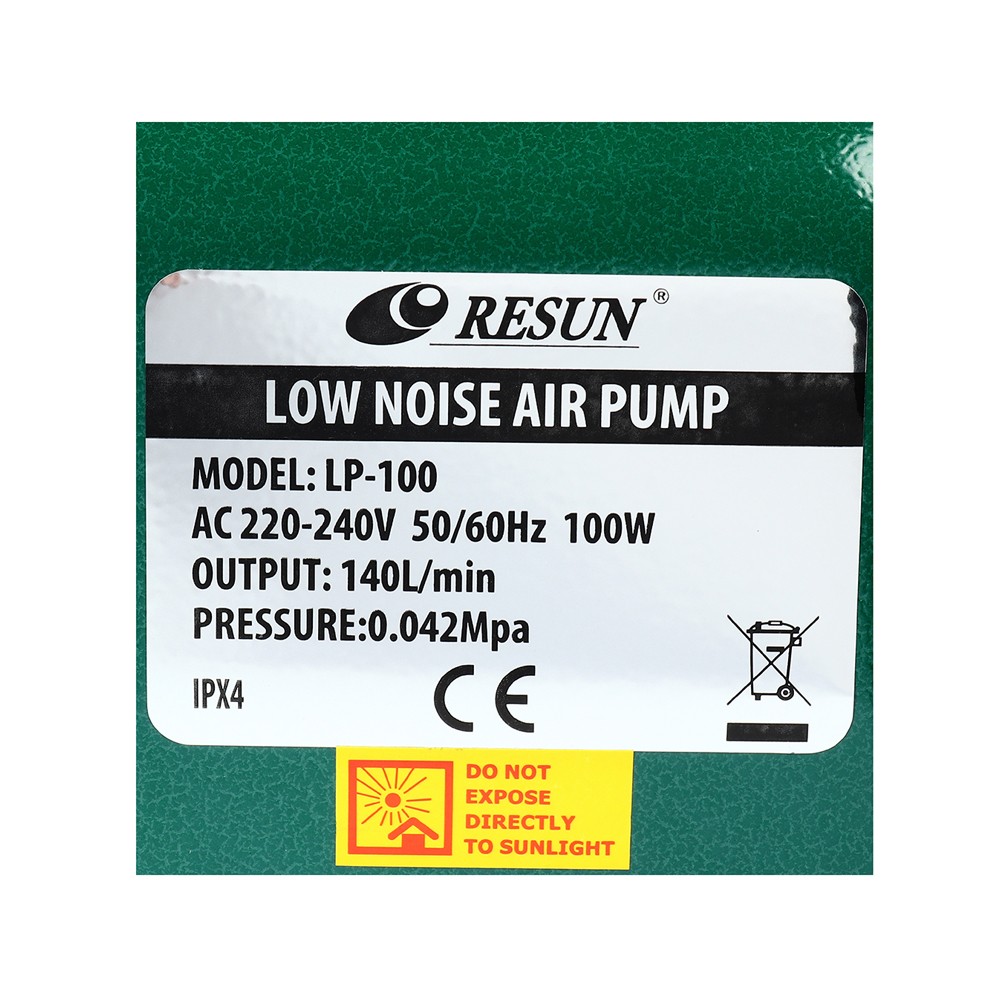 RESUN®
LOW NOISE AIR PUMP
MODEL: LP-100
AC 220-240V 50/60Hz 100W
OUTPUT: 140L/min
PRESSURE:0.042Mpa
IPX4
CE
DO NOT
EXPOSE
DIRECTLY
TO SUNLIGHT